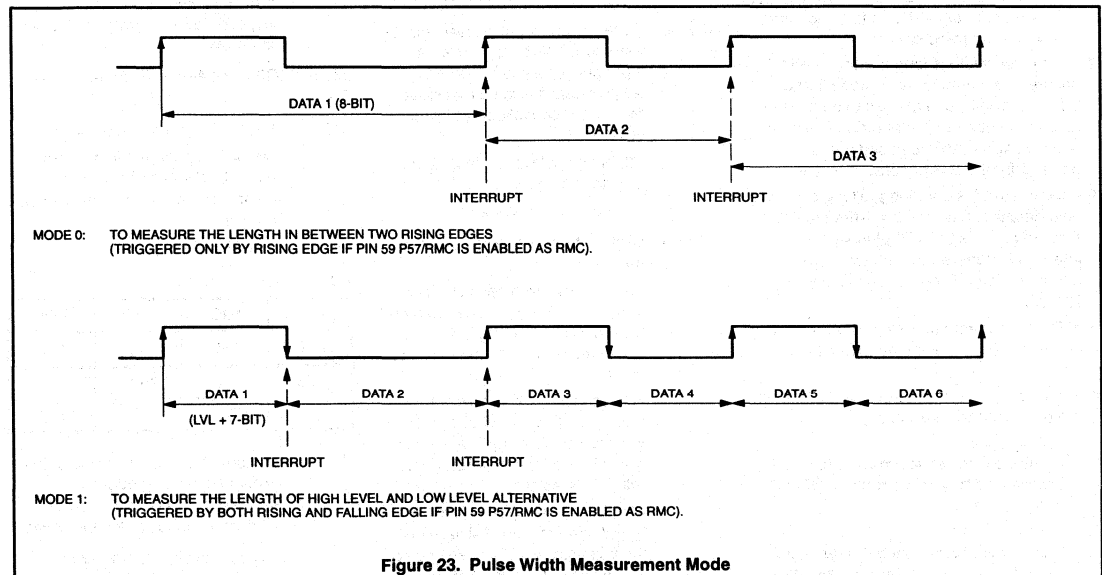 DATA 1 (8-BIT)
DATA 2
DATA 3
INTERRUPT
INTERRUPT
MODE 0: TO MEASURE THE LENGTH IN BETWEEN TWO RISING EDGES
(TRIGGERED ONLY BY RISING EDGE IF PIN 59 P57/RMC IS ENABLED AS RMC).
DATA 1
DATA 2
DATA 3
DATA 4
DATA 5
DATA 6
(LVL + 7-BIT)
INTERRUPT
INTERRUPT
MODE 1: TO MEASURE THE LENGTH OF HIGH LEVEL AND LOW LEVEL ALTERNATIVE
(TRIGGERED BY BOTH RISING AND FALLING EDGE IF PIN 59 P57/RMC IS ENABLED AS RMC).
Figure 23. Pulse Width Measurement Mode